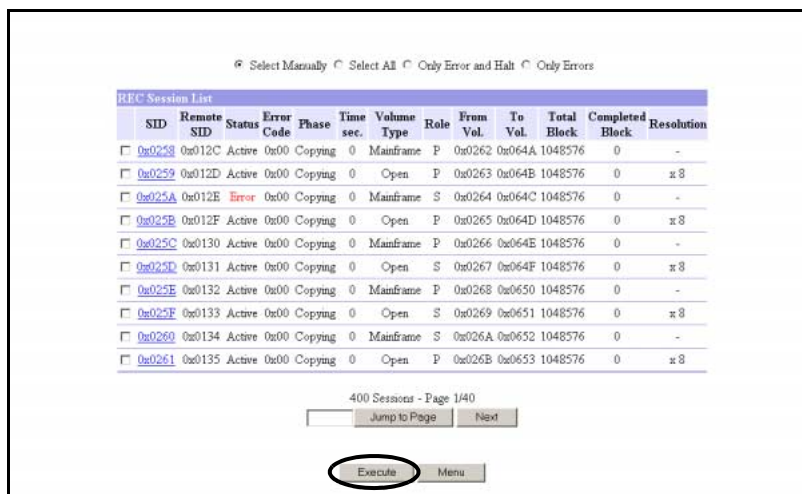 Select Manually Select All Only Error and Halt Only Errors
REC Session List
SID Remote SID Status Error Code Phase Time sec. Volume Type Role From Vol. To Vol. Total Block Completed Block Resolution
0x0258 0x012C Active 0x00 Copying 0 Mainframe P 0x0262 0x064A 1048576 0 -
0x0259 0x012D Active 0x00 Copying 0 Open P 0x0263 0x064B 1048576 0 x 8
0x025A 0x012E Error 0x00 Copying 0 Mainframe S 0x0264 0x064C 1048576 0 -
0x025B 0x012F Active 0x00 Copying 0 Open P 0x0265 0x064D 1048576 0 x 8
0x025C 0x0130 Active 0x00 Copying 0 Mainframe P 0x0266 0x064E 1048576 0 -
0x025D 0x0131 Active 0x00 Copying 0 Open S 0x0267 0x064F 1048576 0 x 8
0x025E 0x0132 Active 0x00 Copying 0 Mainframe P 0x0268 0x0650 1048576 0 -
0x025F 0x0133 Active 0x00 Copying 0 Open S 0x0269 0x0651 1048576 0 x 8
0x0260 0x0134 Active 0x00 Copying 0 Mainframe S 0x026A 0x0652 1048576 0 -
0x0261 0x0135 Active 0x00 Copying 0 Open P 0x026B 0x0653 1048576 0 x 8
400 Sessions - Page 1/40
Jump to Page Next
Execute Menu